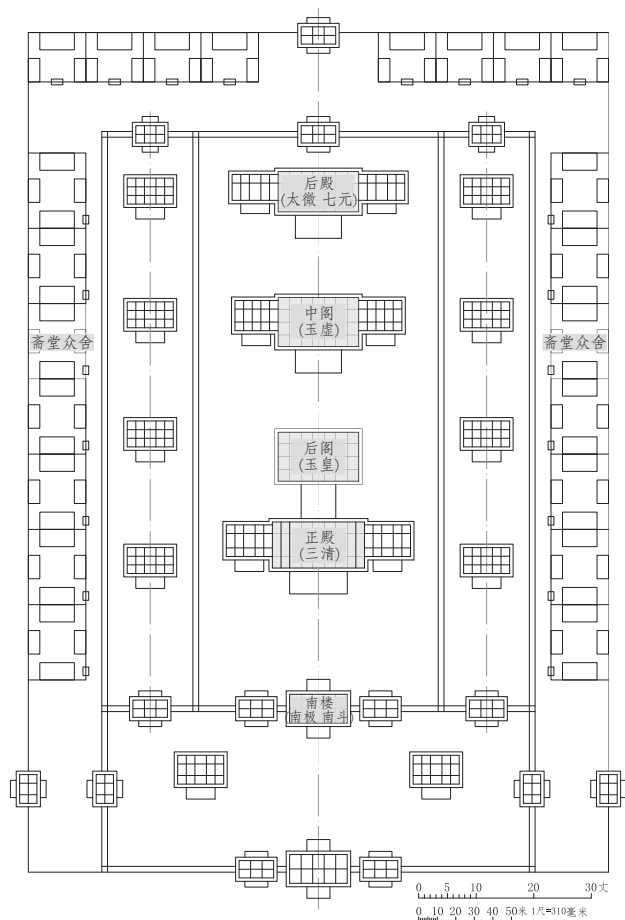 后殿
(太微 七元)
中阁
(玉虚)
斋堂众舍
斋堂众舍
后阁
(玉皇)
正殿
(三清)
南楼
(南极 南斗)
0 5 10 20 30丈
0 10 20 30 40 50米 1尺=310毫米